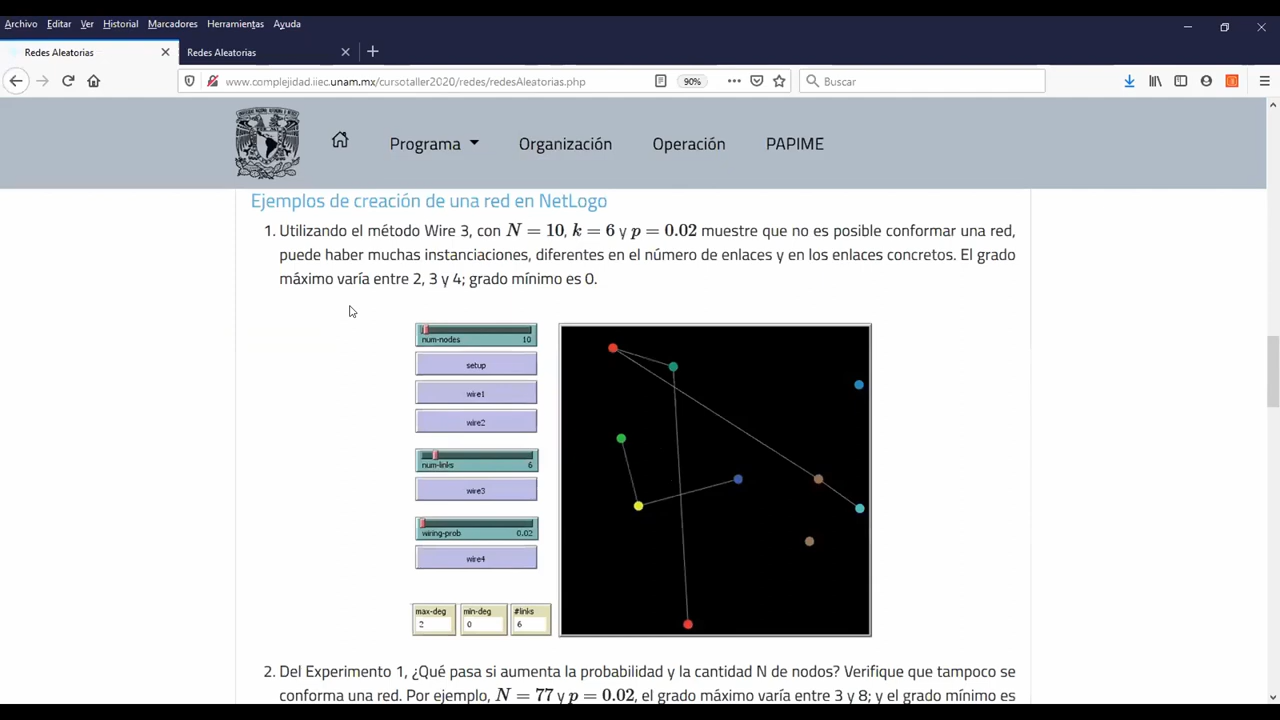 Archivo Editar Ver Historial Marcadores Herramientas Ayuda
Redes Aleatorias Redes Aleatorias
www.complejidad.iiec.unam.mx/cursotaller2020/redes/redesAleatorias.php 90% Buscar
Programa Organización Operación PAPIME
Ejemplos de creación de una red en NetLogo
1. Utilizando el método Wire 3, con N = 10, k = 6 y p = 0.02 muestre que no es posible conformar una red,
puede haber muchas instanciaciones, diferentes en el número de enlaces y en los enlaces concretos. El grado
máximo varía entre 2, 3 y 4; grado mínimo es 0.
num-nodes 10
setup
wire1
wire2
num-links 6
wire3
wiring-prob 0.02
wire4
max-deg min-deg #links
2 0 6
2. Del Experimento 1, ¿Qué pasa si aumenta la probabilidad y la cantidad N de nodos? Verifique que tampoco se
conforma una red. Por ejemplo, N = 77 y p = 0.02, el grado máximo varía entre 3 y 8; y el grado mínimo es